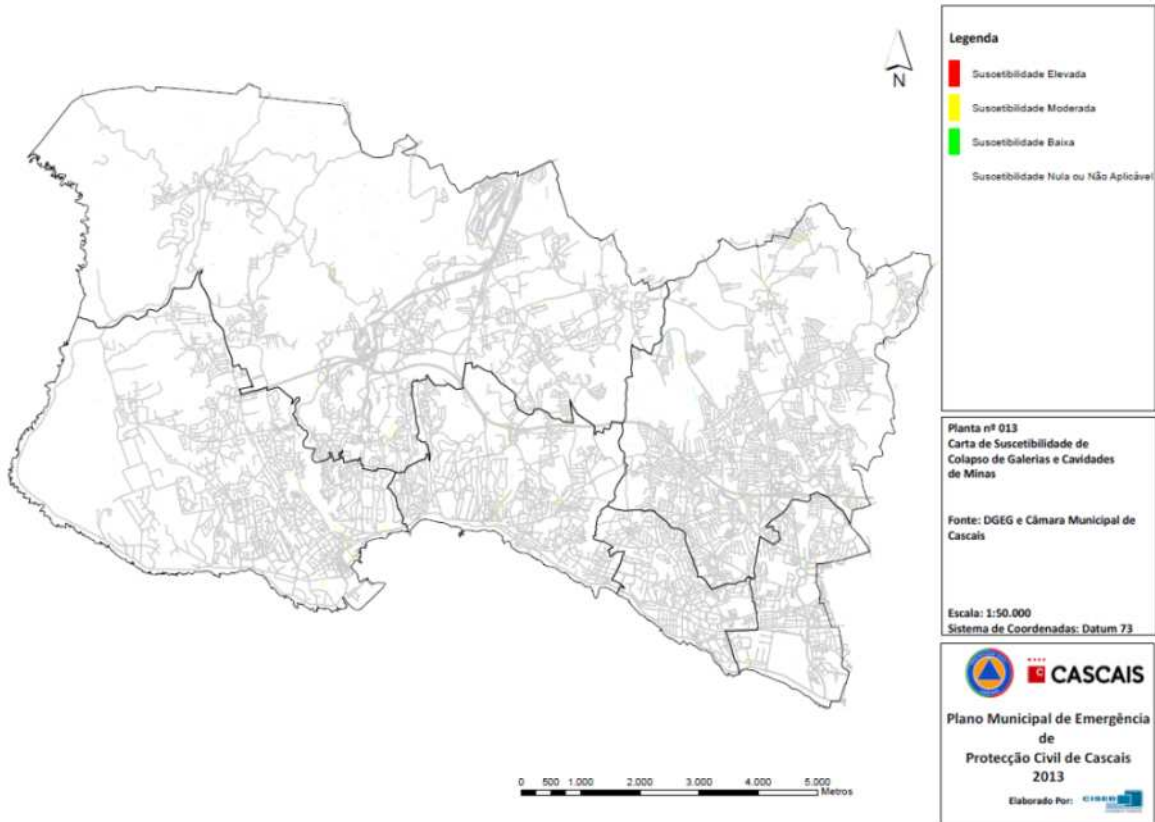 N
Legenda
Suscetibilidade Elevada
Suscetibilidade Moderada
Suscetibilidade Baixa
Suscetibilidade Nula ou Não Aplicável
Planta nº 013
Carta de Suscetibilidade de
Colapso de Galerias e Cavidades
de Minas
Fonte: DGEG e Câmara Municipal de
Cascais
Escala: 1:50.000
Sistema de Coordenadas: Datum 73
C CASCAIS
Plano Municipal de Emergência
de
Protecção Civil de Cascais
2013
Elaborado Por: CISED
0 500 1.000 2.000 3.000 4.000 5.000
Metros